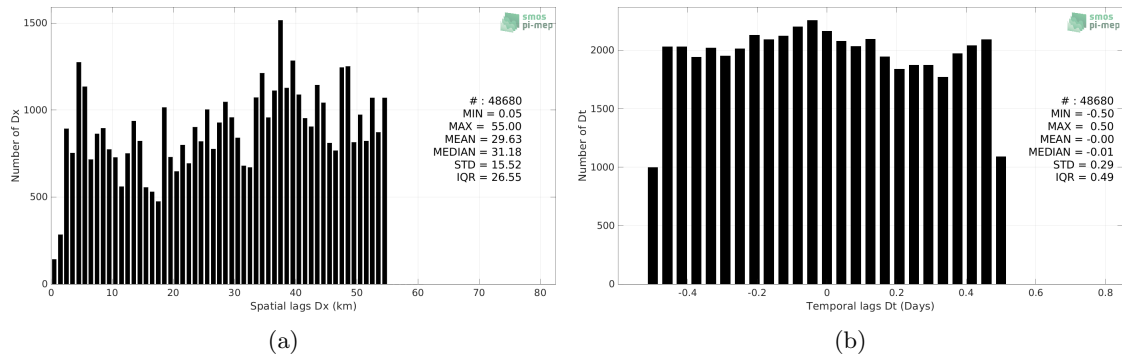 smos
pi-mep
1500
1000
500
0
Number of Dx
# : 48680
MIN = 0.05
MAX = 55.00
MEAN = 29.63
MEDIAN = 31.18
STD = 15.52
IQR = 26.55
0 10 20 30 40 50 60 70 80
Spatial lags Dx (km)
(a)
smos
pi-mep
2000
1500
1000
500
0
Number of Dt
# : 48680
MIN = -0.50
MAX = 0.50
MEAN = -0.00
MEDIAN = -0.01
STD = 0.29
IQR = 0.49
-0.4 -0.2 0 0.2 0.4 0.6 0.8
Temporal lags Dt (Days)
(b)